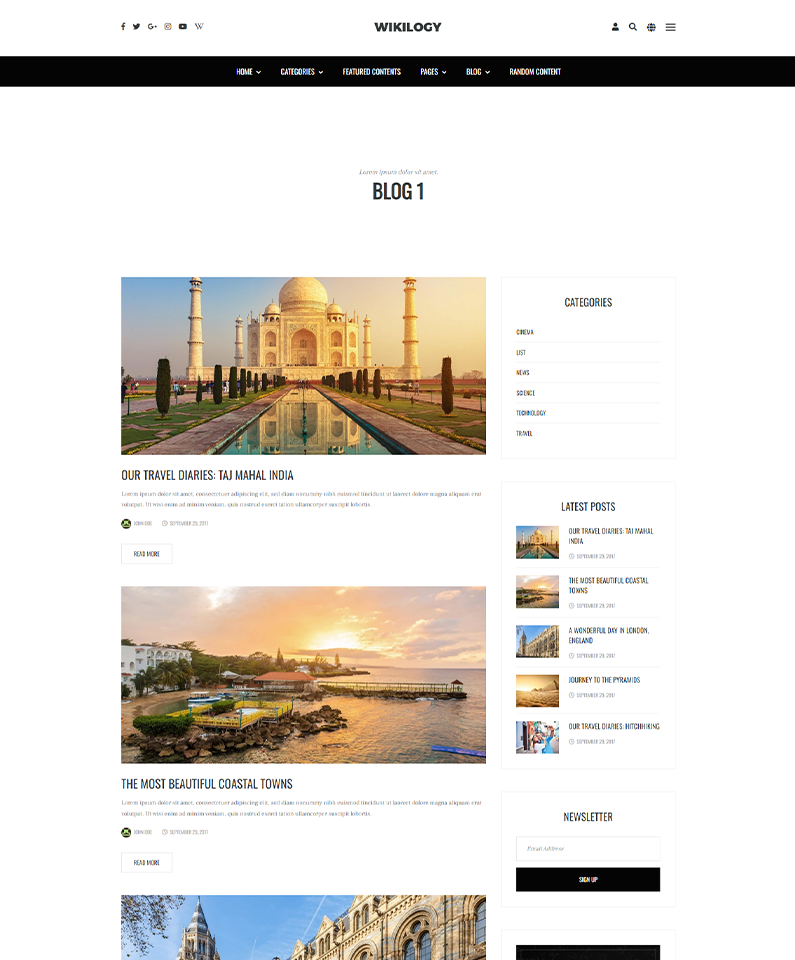 WIKILOGY
HOME
CATEGORIES
FEATURED CONTENTS
PAGES
BLOG
RANDOM CONTENT
Lorem ipsum dolor sit amet.
BLOG 1
OUR TRAVEL DIARIES: TAJ MAHAL INDIA
Lorem ipsum dolor sit amet, consectetuer adipiscing elit, sed diam nonummy nibh euismod tincidunt ut laoreet dolore magna aliquam erat
volutpat. Ut wisi enim ad minim veniam, quis nostrud exerci tation ullamcorper suscipit lobortis.
JOHN DOE
SEPTEMBER 29, 2017
READ MORE
THE MOST BEAUTIFUL COASTAL TOWNS
Lorem ipsum dolor sit amet, consectetuer adipiscing elit, sed diam nonummy nibh euismod tincidunt ut laoreet dolore magna aliquam erat
volutpat. Ut wisi enim ad minim veniam, quis nostrud exerci tation ullamcorper suscipit lobortis.
JOHN DOE
SEPTEMBER 29, 2017
READ MORE
CATEGORIES
CINEMA
LIST
NEWS
SCIENCE
TECHNOLOGY
TRAVEL
LATEST POSTS
OUR TRAVEL DIARIES: TAJ MAHAL
INDIA
SEPTEMBER 29, 2017
THE MOST BEAUTIFUL COASTAL
TOWNS
SEPTEMBER 29, 2017
A WONDERFUL DAY IN LONDON,
ENGLAND
SEPTEMBER 29, 2017
JOURNEY TO THE PYRAMIDS
SEPTEMBER 29, 2017
OUR TRAVEL DIARIES: HITCHHIKING
SEPTEMBER 29, 2017
NEWSLETTER
Email Address
SIGN UP